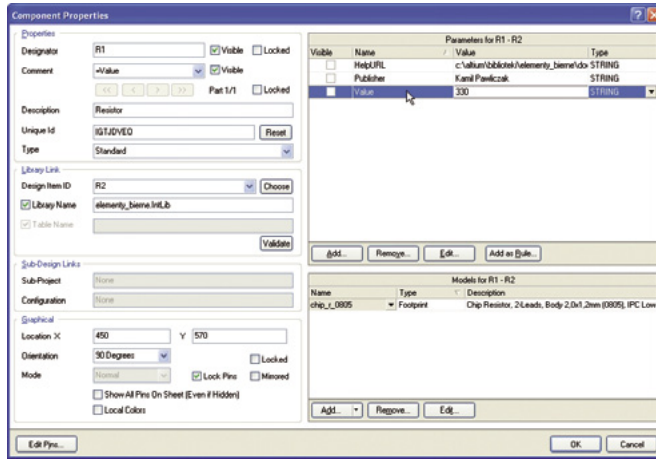 Component Properties
Properties
Designator R1 Visible Locked
Comment =Value Visible
<< < > >> Part 1/1 Locked
Description Resistor
Unique Id IGTJDVEQ Reset
Type Standard
Library Link
Design Item ID R2 Choose
Library Name elementy_bierne.IntLib
Table Name
Validate
Sub-Design Links
Sub-Project None
Configuration None
Graphical
Location X 450 Y 570
Orientation 90 Degrees Locked
Mode Normal Lock Pins Mirrored
Show All Pins On Sheet (Even if Hidden)
Local Colors
Parameters for R1 - R2
Visible Name / Value Type
HelpURL c:\altium\biblioteki\elementy_bierne\do STRING
Publisher Kamil Pawliczak STRING
Value 330 STRING
Add... Remove... Edit... Add as Rule...
Models for R1 - R2
Name Type Description
chip_r_0805 Footprint Chip Resistor, 2-Leads, Body 2,0x1,2mm (0805), IPC Low
Add... Remove... Edit...
Edit Pins... OK Cancel